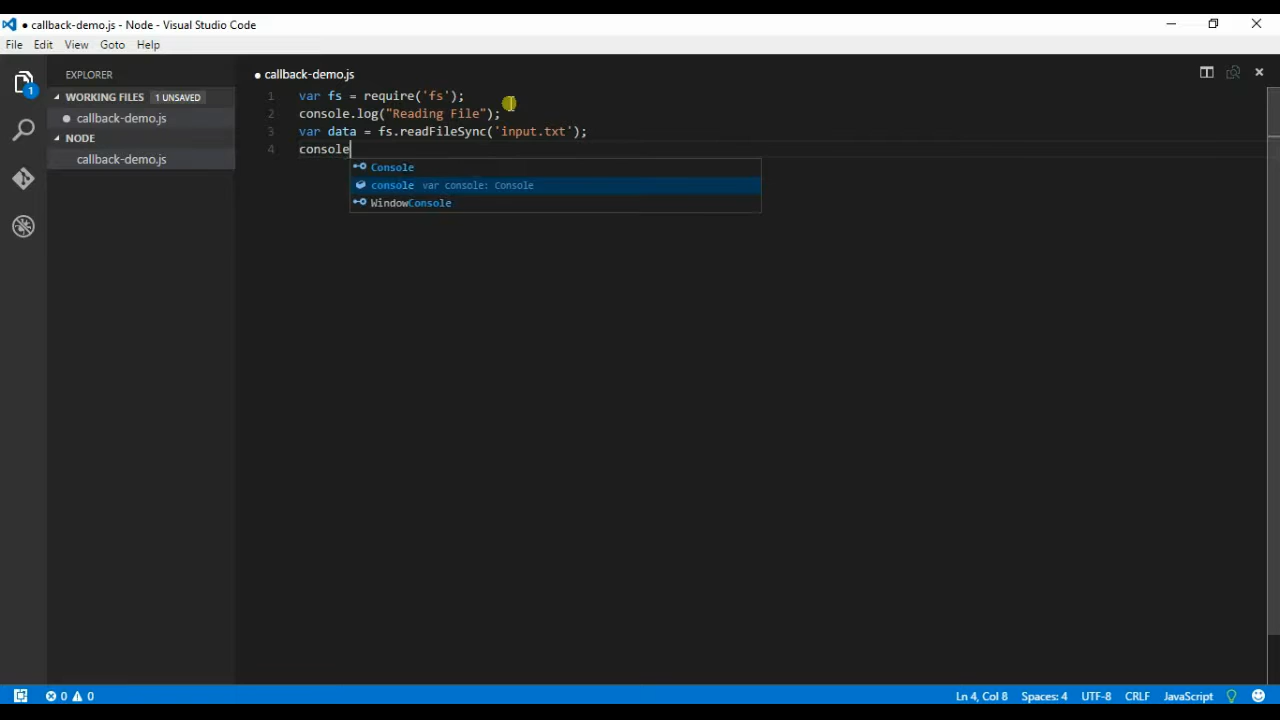 ● callback-demo.js - Node - Visual Studio Code
File Edit View Goto Help
EXPLORER
● callback-demo.js
1
WORKING FILES 1 UNSAVED
callback-demo.js
NODE
callback-demo.js
1 var fs = require('fs');
2 console.log("Reading File");
3 var data = fs.readFileSync('input.txt');
4 console
Console
console var console: Console
WindowConsole
0 0
Ln 4, Col 8 Spaces: 4 UTF-8 CRLF JavaScript